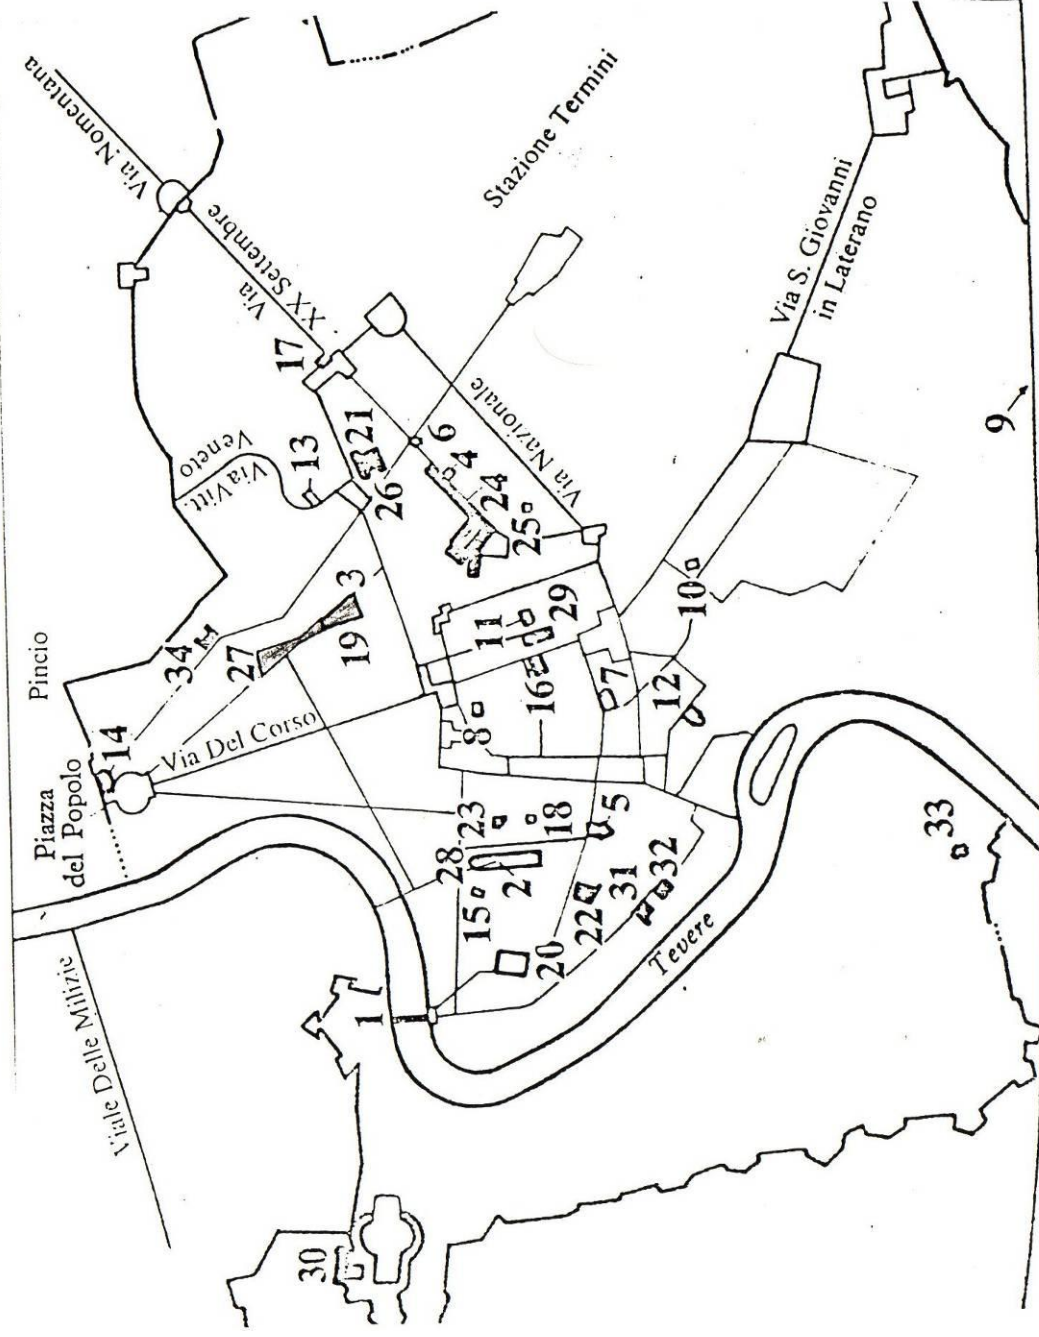 Via Nomentana
Via
XX Settembre
Stazione Termini
Via S. Giovanni
in Laterano
17
Via Vitt.
Veneto
13
21
26
6
4
24
25
Via Nazionale
9
Pincio
34
27
3
19
11
29
16
10
14
Piazza
del Popolo
Via Del Corso
8
7
12
23
18
5
28
2
15
22
31
32
20
33
Tevere
1
Viale Delle Milizie
30